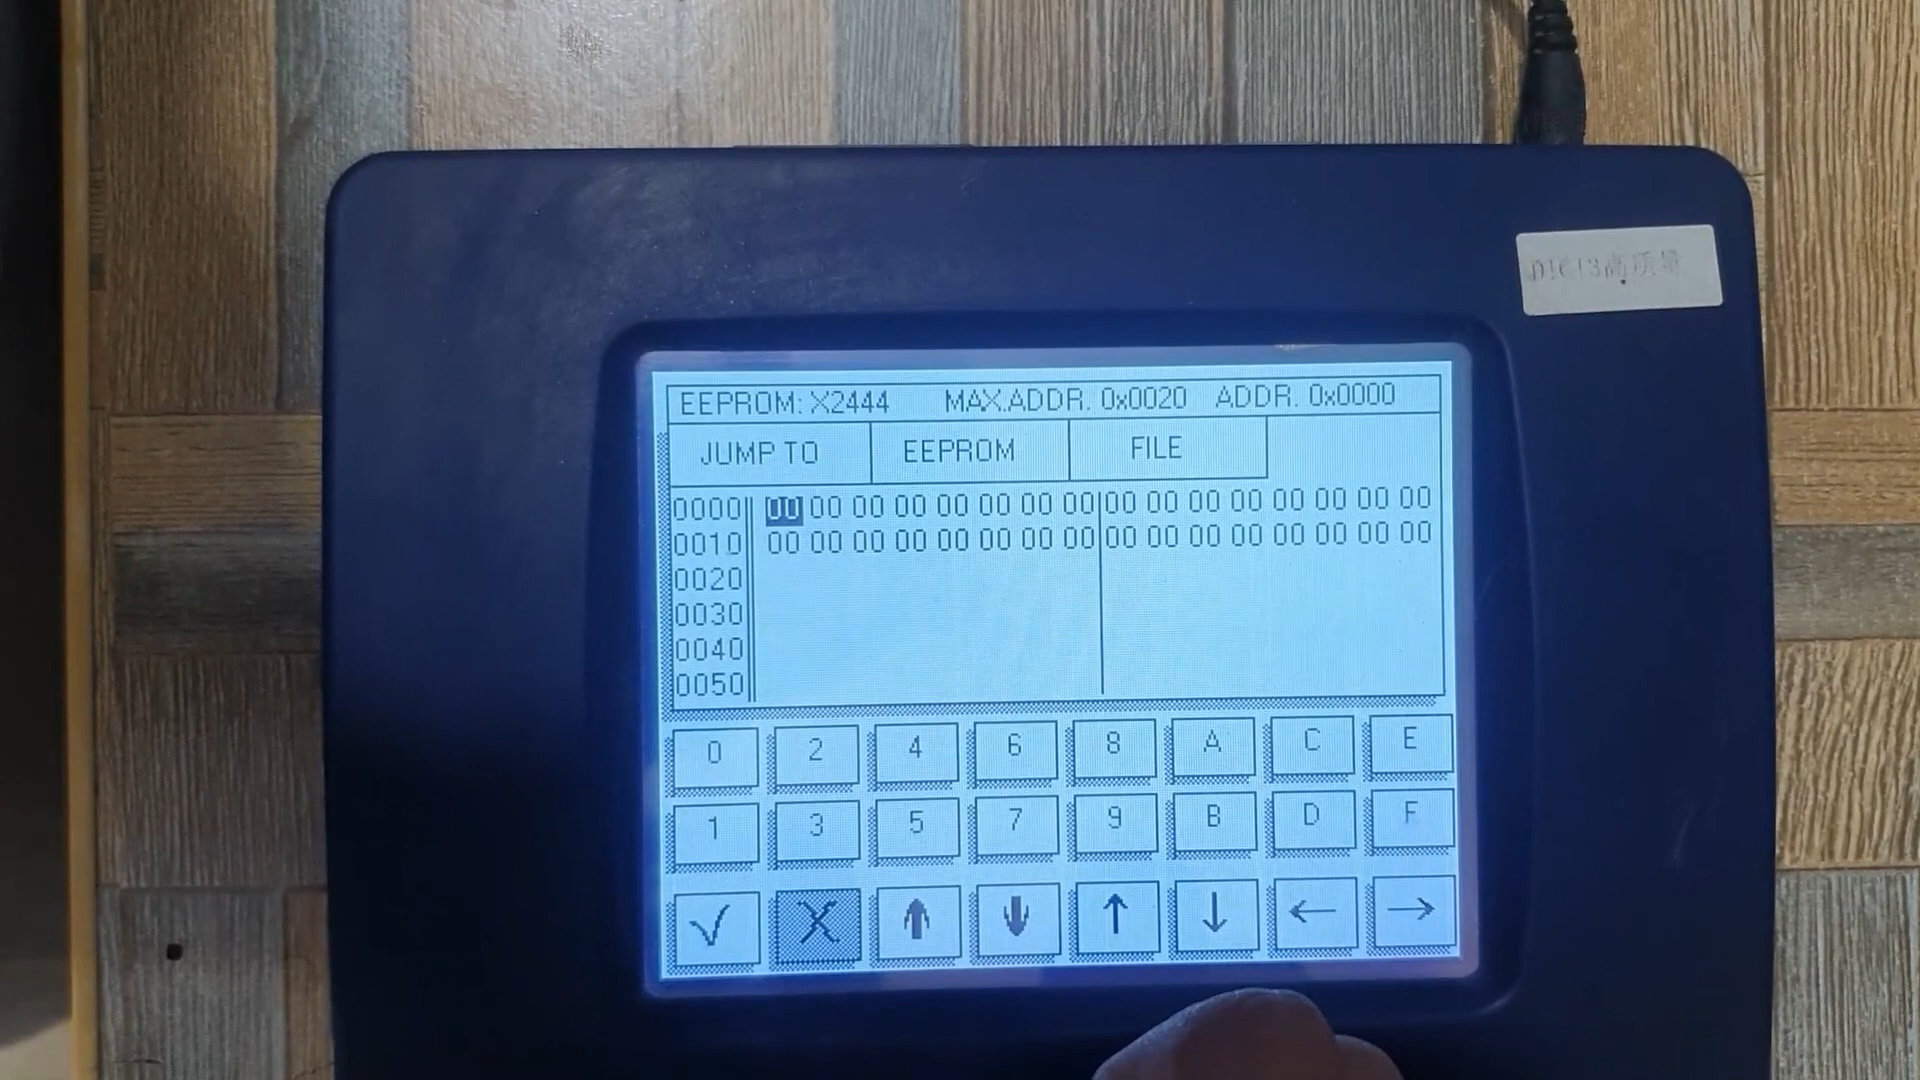 高质量
EEPROM: X2444 MAX.ADDR. 0x0020 ADDR. 0x0000
JUMP TO EEPROM FILE
0000 00 00 00 00 00 00 00 00 00 00 00 00 00 00 00 00
0010 00 00 00 00 00 00 00 00 00 00 00 00 00 00 00 00
0020
0030
0040
0050
0 2 4 6 8 A C E
1 3 5 7 9 B D F
√ X ↑ ↓ ↑ ↓ ← →